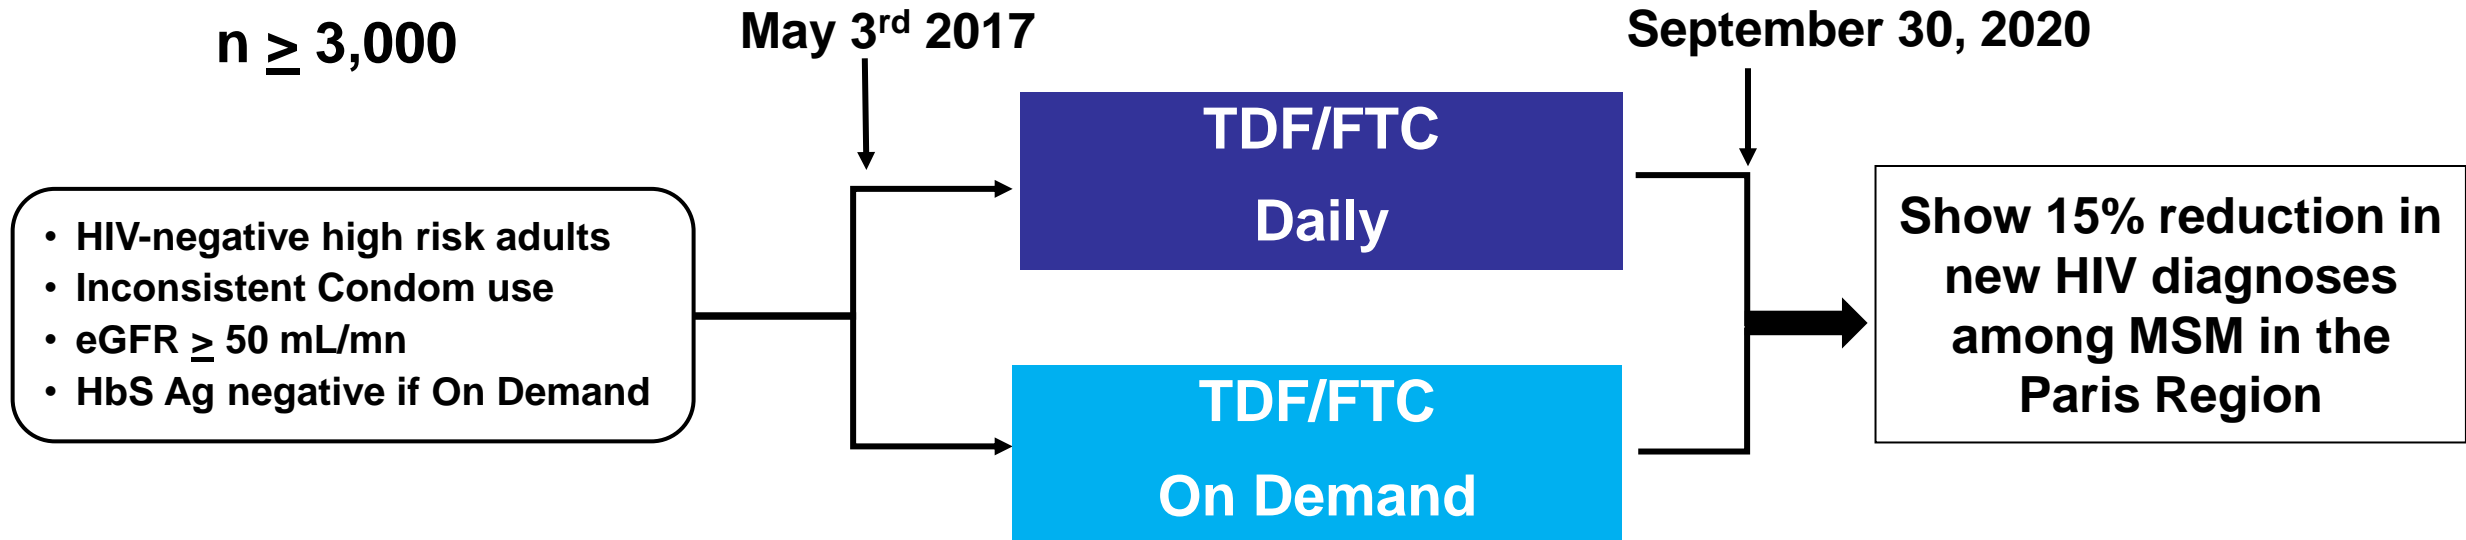 n ≥ 3,000
May 3rd 2017
September 30, 2020
• HIV-negative high risk adults
• Inconsistent Condom use
• eGFR ≥ 50 mL/mn
• HbS Ag negative if On Demand
TDF/FTC
Daily
TDF/FTC
On Demand
Show 15% reduction in
new HIV diagnoses
among MSM in the
Paris Region